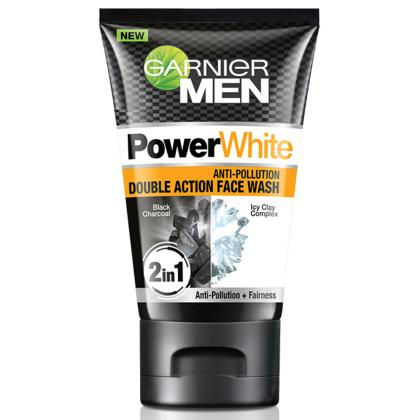 NEW
GARNIER
MEN
PowerWhite
ANTI-POLLUTION
DOUBLE ACTION FACE WASH
Black
Charcoal
Icy Clay
Complex
2in1
Anti-Pollution + Fairness